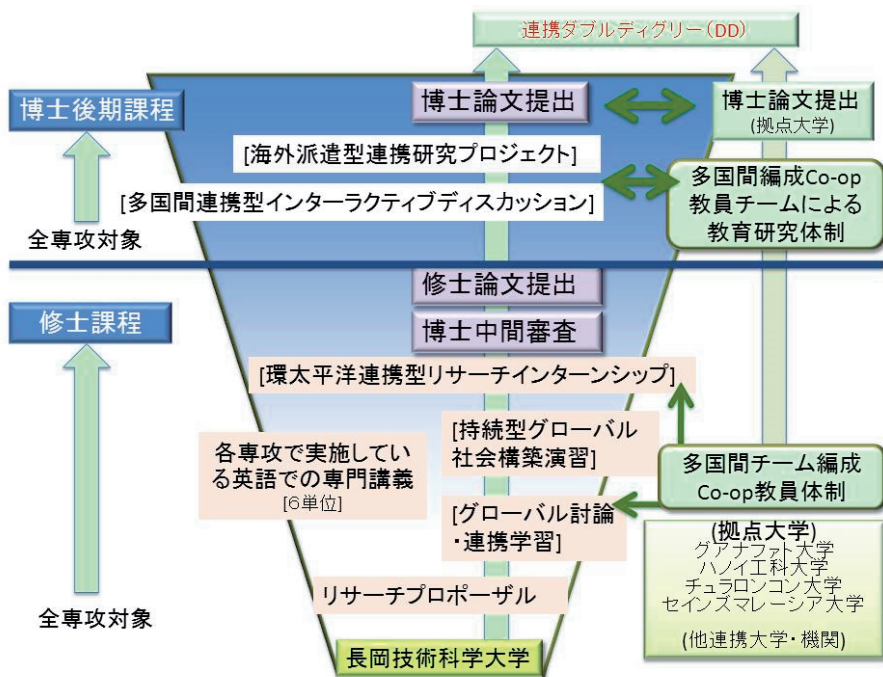 連携ダブルディグリー(DD)
博士後期課程
博士論文提出
博士論文提出
(拠点大学)
[海外派遣型連携研究プロジェクト]
[多国間連携型インターラクティブディスカッション]
多国間編成Co-op
教員チームによる
教育研究体制
全専攻対象
修士論文提出
修士課程
博士中間審査
[環太平洋連携型リサーチインターンシップ]
各専攻で実施してい
る英語での専門講義
[6単位]
[持続型グローバル
社会構築演習]
多国間チーム編成
Co-op教員体制
[グローバル討論
・連携学習]
(拠点大学)
グアナファト大学
ハノイ工科大学
チュラロンコン大学
セインズマレーシア大学
(他連携大学・機関)
リサーチプロポーザル
全専攻対象
長岡技術科学大学